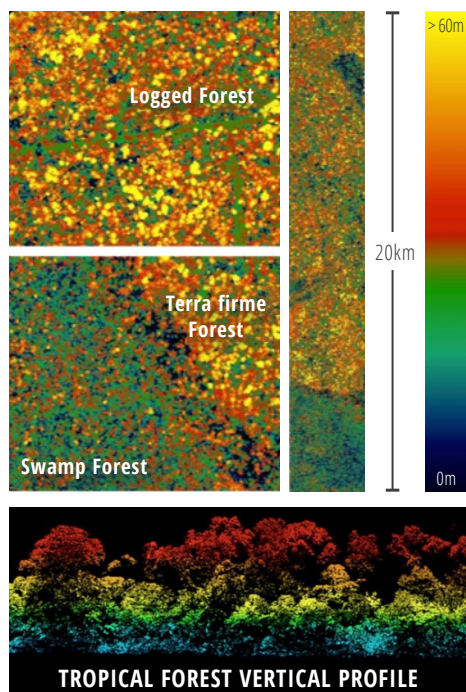 Logged Forest
Terra firme
Forest
Swamp Forest
20km
> 60m
0m
TROPICAL FOREST VERTICAL PROFILE